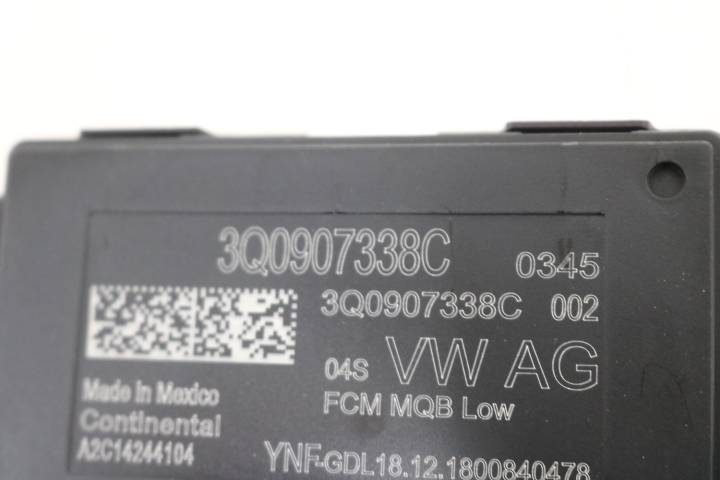 3Q0907338C 0345
3Q0907338C 002
04S VW AG
Made in Mexico
FCM MQB Low
Continental
A2C14244104
YNF-GDL18.12.1800840478